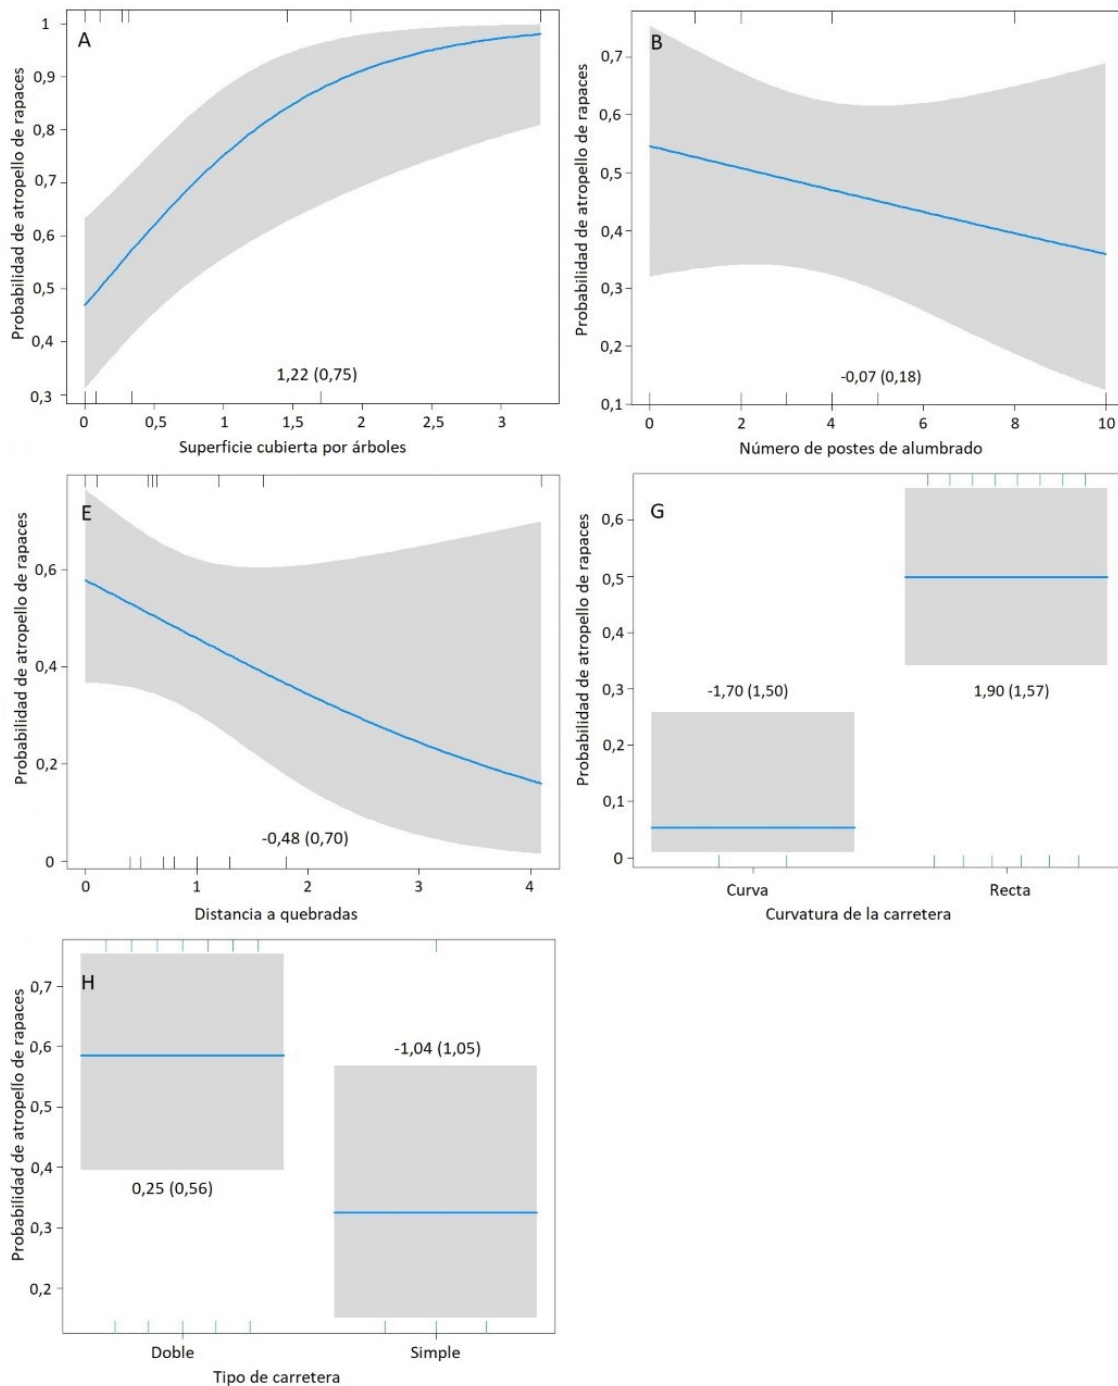 A
Probabilidad de atropello de rapaces
1
0,9
0,8
0,7
0,6
0,5
0,4
0,3
1,22 (0,75)
0 0,5 1 1,5 2 2,5 3
Superficie cubierta por árboles
B
Probabilidad de atropello de rapaces
0,7
0,6
0,5
0,4
0,3
0,2
0,1
-0,07 (0,18)
0 2 4 6 8 10
Número de postes de alumbrado
E
Probabilidad de atropello de rapaces
0,6
0,4
0,2
0
-0,48 (0,70)
0 1 2 3 4
Distancia a quebradas
G
Probabilidad de atropello de rapaces
0,6
0,5
0,4
0,3
0,2
0,1
0
-1,70 (1,50) 1,90 (1,57)
Curva Recta
Curvatura de la carretera
H
Probabilidad de atropello de rapaces
0,7
0,6
0,5
0,4
0,3
0,2
-1,04 (1,05)
0,25 (0,56)
Doble Simple
Tipo de carretera